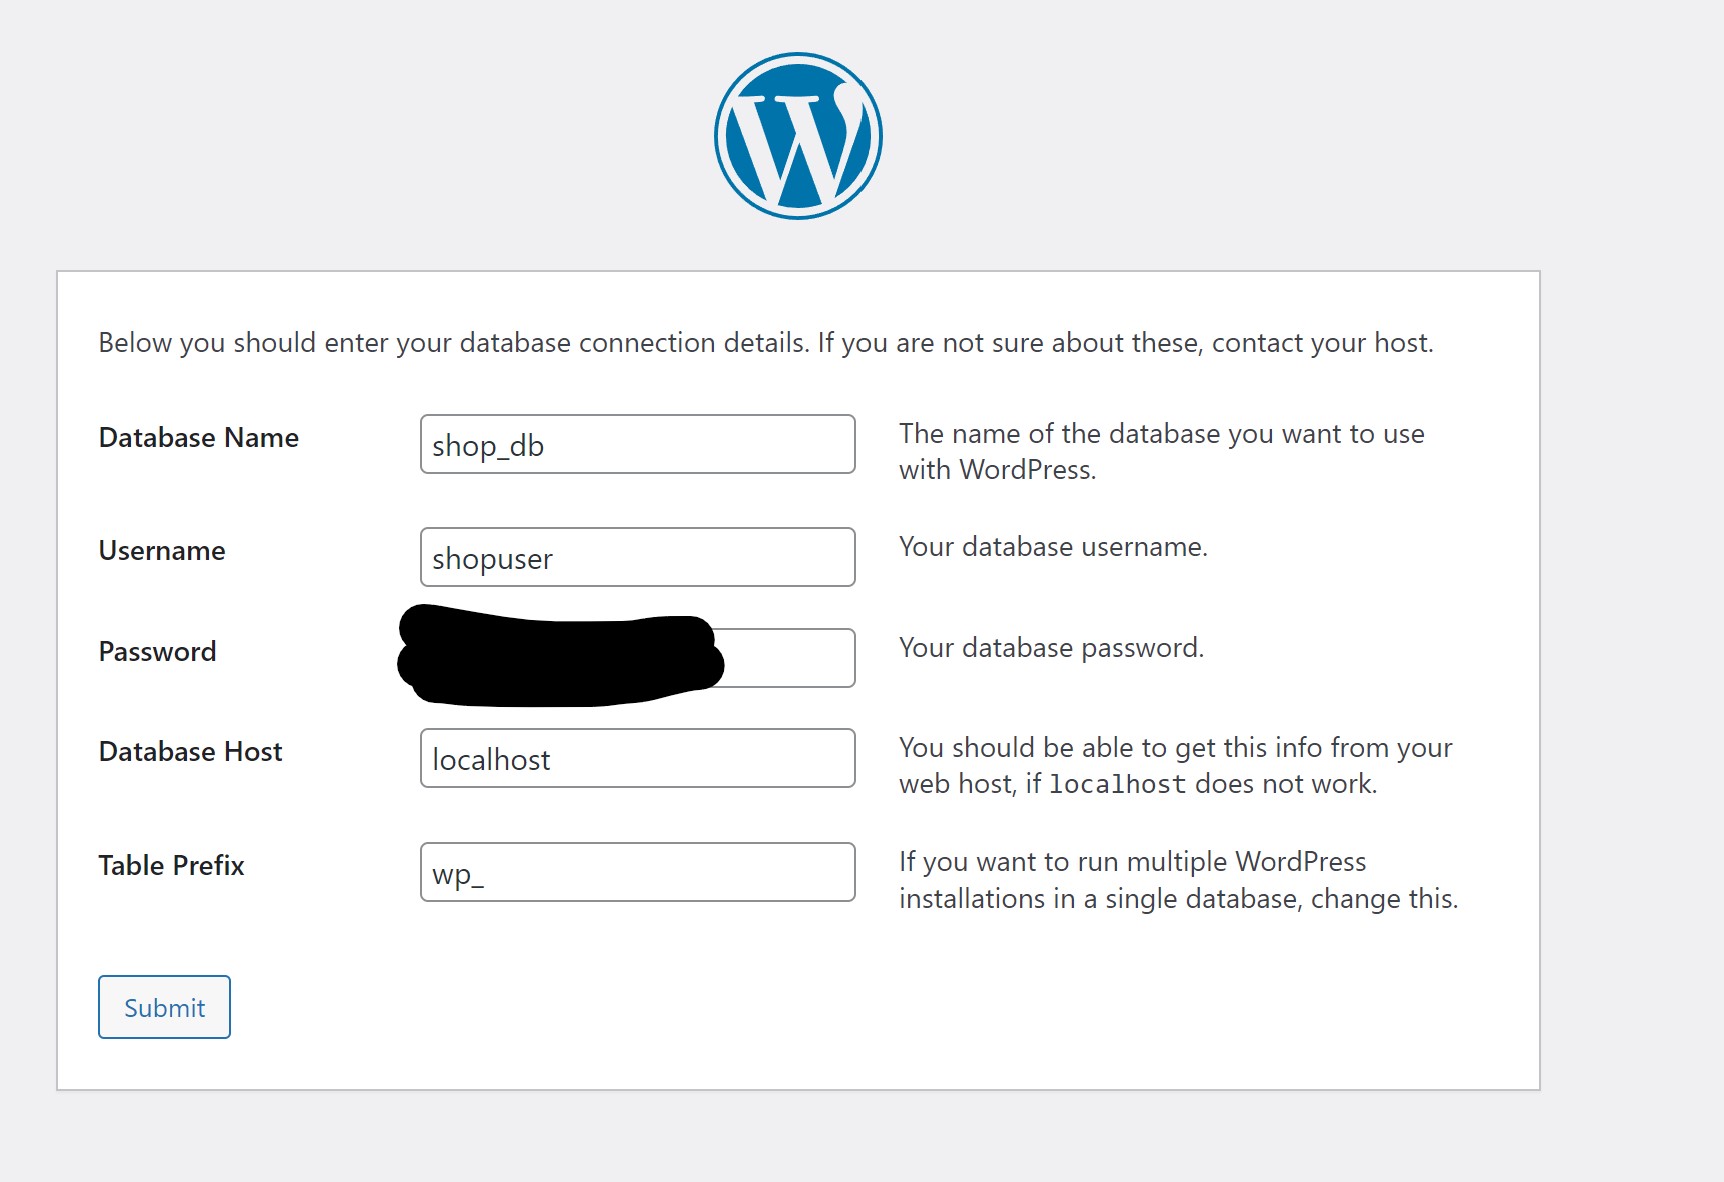 Below you should enter your database connection details. If you are not sure about these, contact your host.
Database Name
shop_db
The name of the database you want to use
with WordPress.
Username
shopuser
Your database username.
Password
Your database password.
Database Host
localhost
You should be able to get this info from your
web host, if localhost does not work.
Table Prefix
wp_
If you want to run multiple WordPress
installations in a single database, change this.
Submit